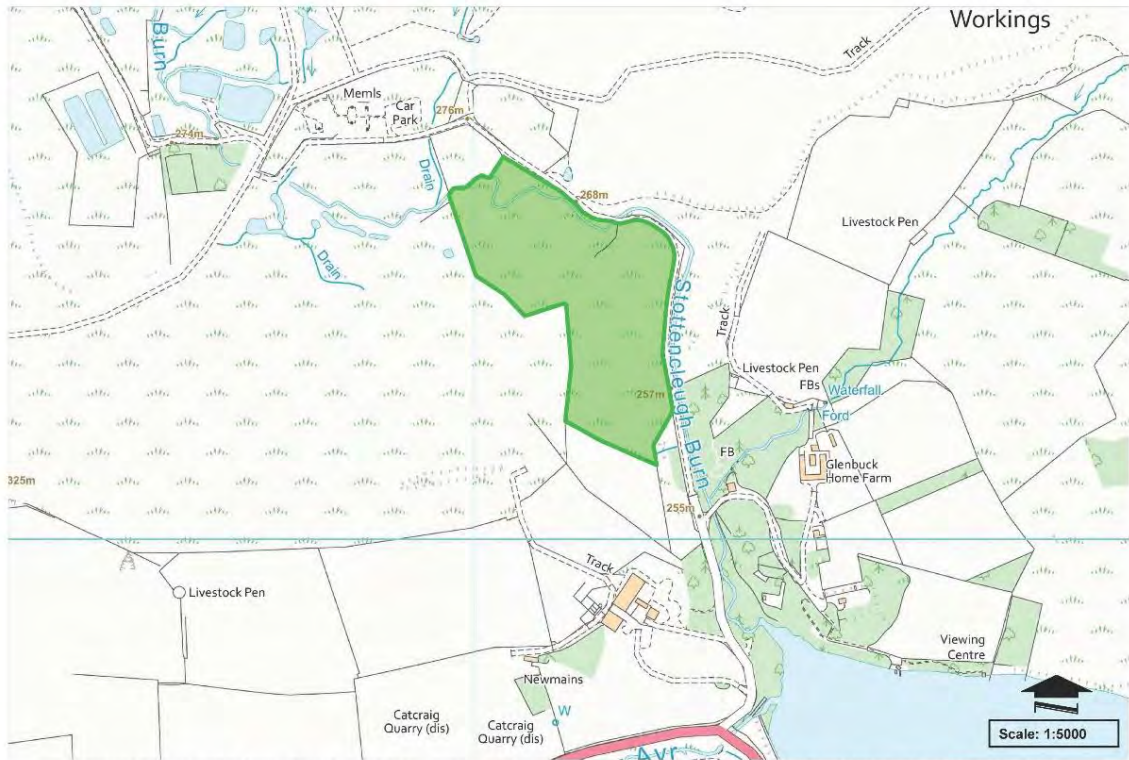 Workings
Burn
Track
Memls
Car
Park
276m
274m
Drain
268m
Livestock Pen
Drain
Stottencleugh Burn
Track
Livestock Pen
FBs
Waterfall
257m
Ford
FB
Glenbuck
Home Farm
325m
255m
Track
Livestock Pen
Viewing
Centre
Newmains
Catcraig
Quarry (dis)
Catcraig
Quarry (dis)
W
Ayr
Scale: 1:5000